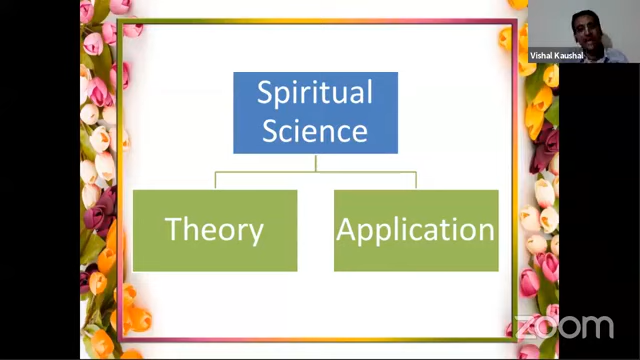 Vishal Kaushal
Spiritual
Science
Theory
Application
zoom